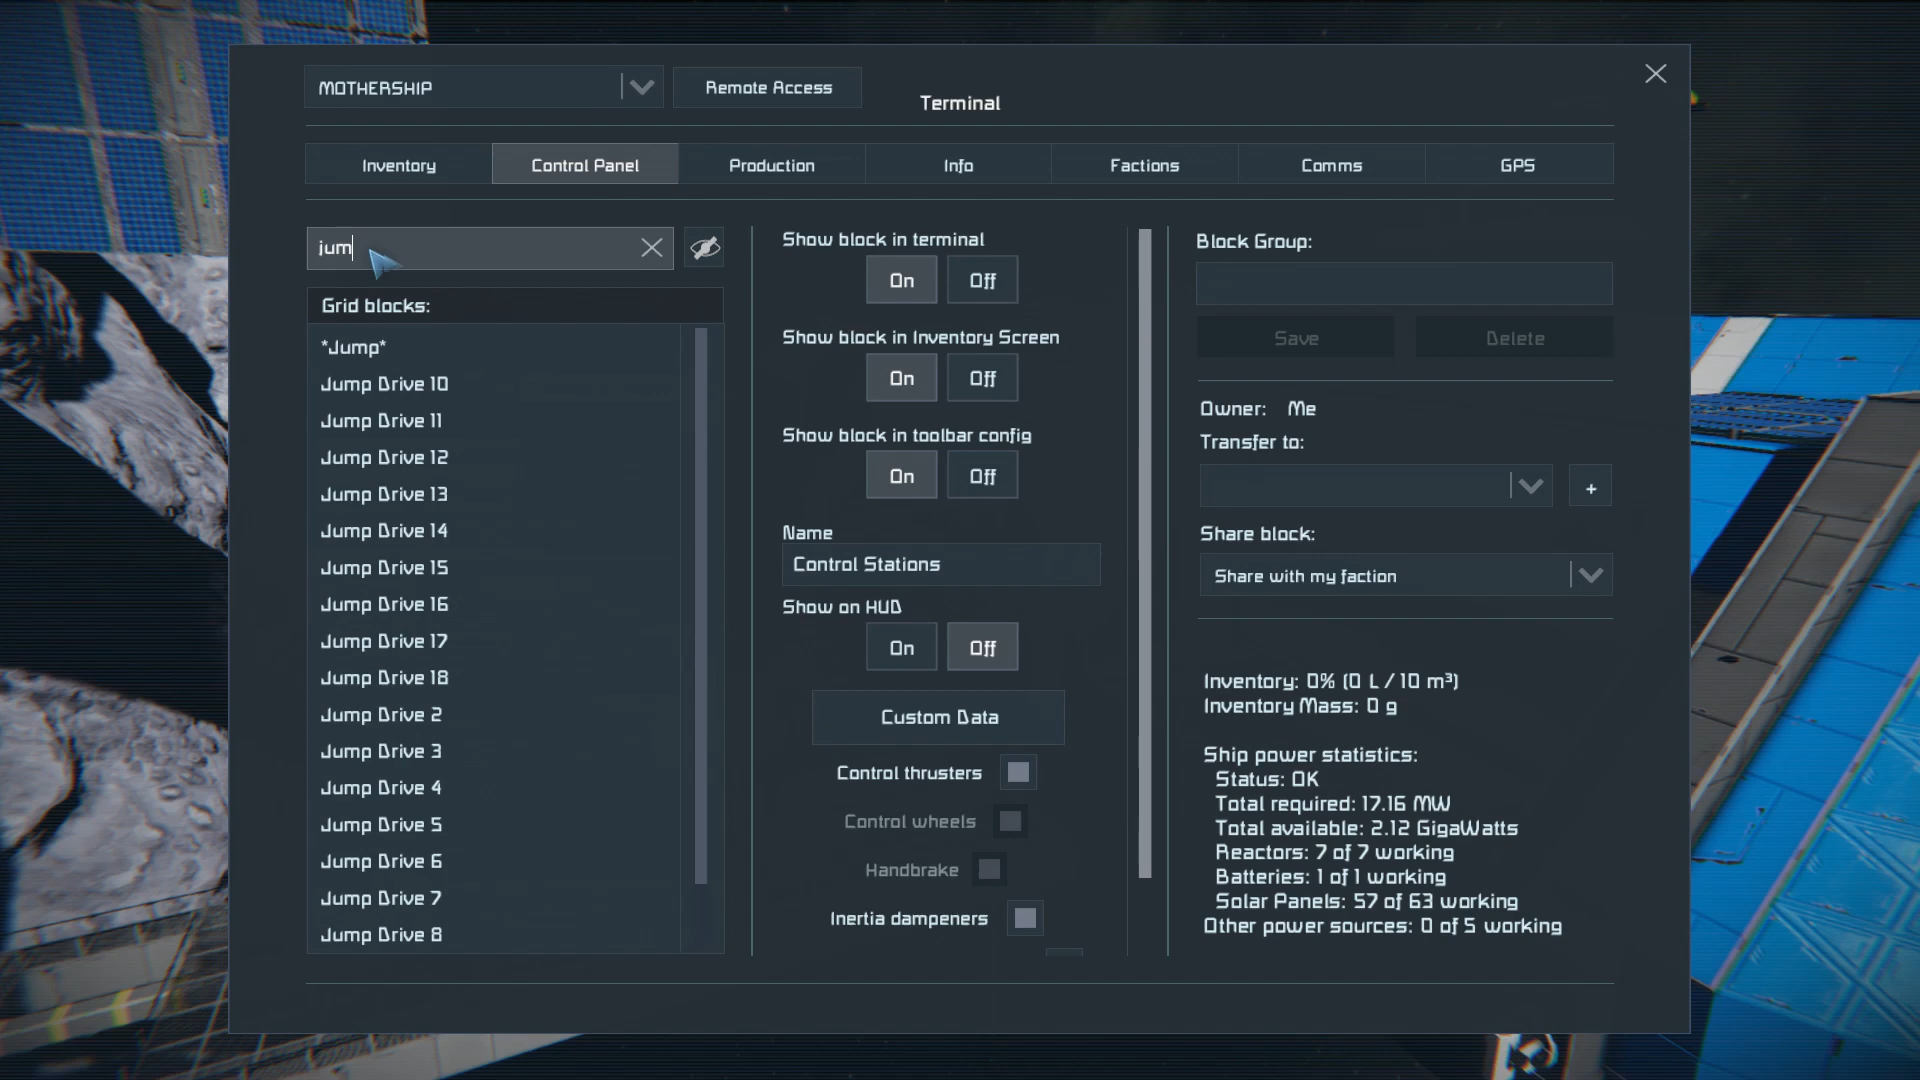 MOTHERSHIP
Remote Access
Terminal
Inventory
Control Panel
Production
Info
Factions
Comms
GPS
jum
Grid blocks:
*Jump*
Jump Drive 10
Jump Drive 11
Jump Drive 12
Jump Drive 13
Jump Drive 14
Jump Drive 15
Jump Drive 16
Jump Drive 17
Jump Drive 18
Jump Drive 2
Jump Drive 3
Jump Drive 4
Jump Drive 5
Jump Drive 6
Jump Drive 7
Jump Drive 8
Show block in terminal
On Off
Show block in Inventory Screen
On Off
Show block in toolbar config
On Off
Name
Control Stations
Show on HUD
On Off
Custom Data
Control thrusters
Control wheels
Handbrake
Inertia dampeners
Block Group:
Save Delete
Owner: Me
Transfer to:
+
Share block:
Share with my faction
Inventory: 0% (0 L / 10 m³)
Inventory Mass: 0 g
Ship power statistics:
Status: OK
Total required: 17.16 MW
Total available: 2.12 GigaWatts
Reactors: 7 of 7 working
Batteries: 1 of 1 working
Solar Panels: 57 of 63 working
Other power sources: 0 of 5 working